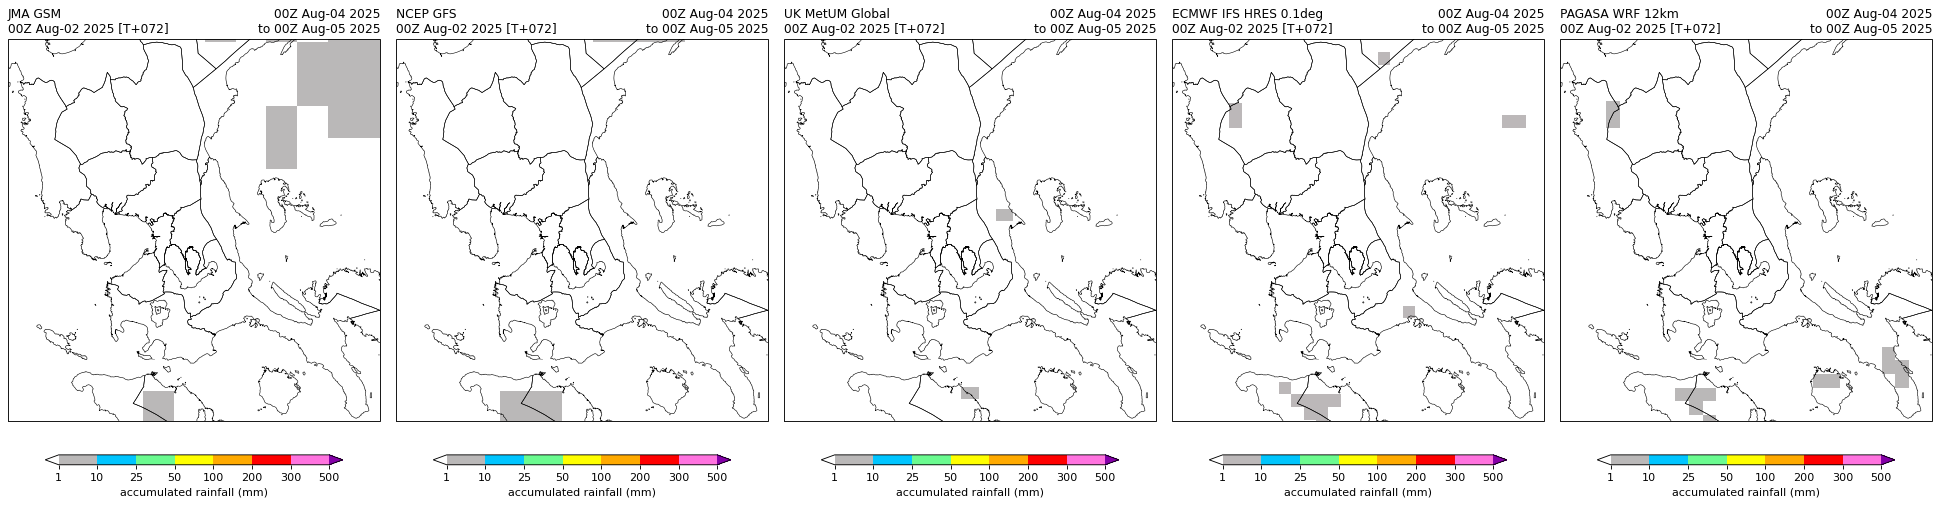 JMA GSM 00Z Aug-04 2025
00Z Aug-02 2025 [T+072] to 00Z Aug-05 2025
NCEP GFS 00Z Aug-04 2025
00Z Aug-02 2025 [T+072] to 00Z Aug-05 2025
UK MetUM Global 00Z Aug-04 2025
00Z Aug-02 2025 [T+072] to 00Z Aug-05 2025
ECMWF IFS HRES 0.1deg 00Z Aug-04 2025
00Z Aug-02 2025 [T+072] to 00Z Aug-05 2025
PAGASA WRF 12km 00Z Aug-04 2025
00Z Aug-02 2025 [T+072] to 00Z Aug-05 2025
1 10 25 50 100 200 300 500
accumulated rainfall (mm)
1 10 25 50 100 200 300 500
accumulated rainfall (mm)
1 10 25 50 100 200 300 500
accumulated rainfall (mm)
1 10 25 50 100 200 300 500
accumulated rainfall (mm)
1 10 25 50 100 200 300 500
accumulated rainfall (mm)